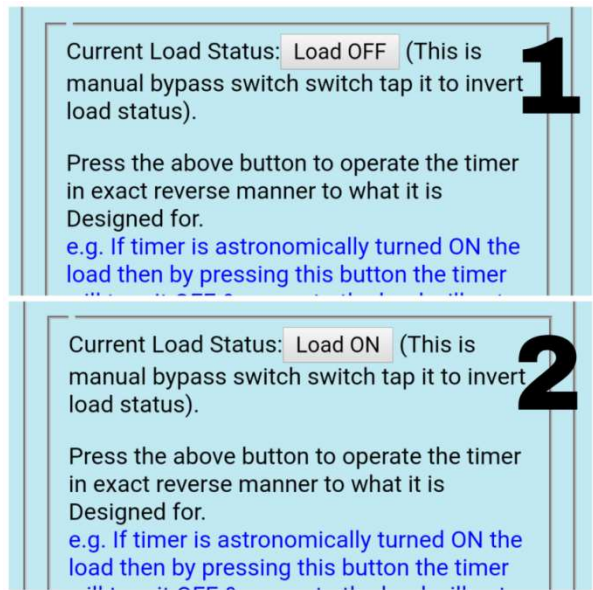 Current Load Status: Load OFF (This is
manual bypass switch switch tap it to invert
load status).
1
Press the above button to operate the timer
in exact reverse manner to what it is
Designed for.
e.g. If timer is astronomically turned ON the
load then by pressing this button the timer
Current Load Status: Load ON (This is
manual bypass switch switch tap it to invert
load status).
2
Press the above button to operate the timer
in exact reverse manner to what it is
Designed for.
e.g. If timer is astronomically turned ON the
load then by pressing this button the timer